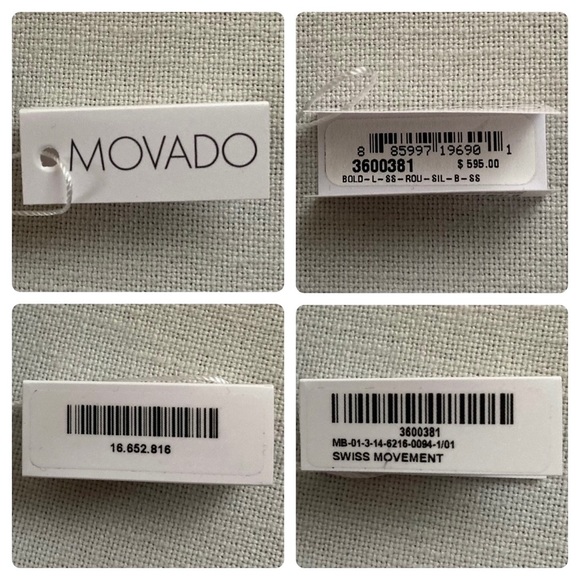 MOVADO
8 85997 19690 1
3600381 $ 595.00
BOLD-L-SS-ROU-SIL-B-SS
16.652.816
3600381
MB-01-3-14-6216-0094-1/01
SWISS MOVEMENT